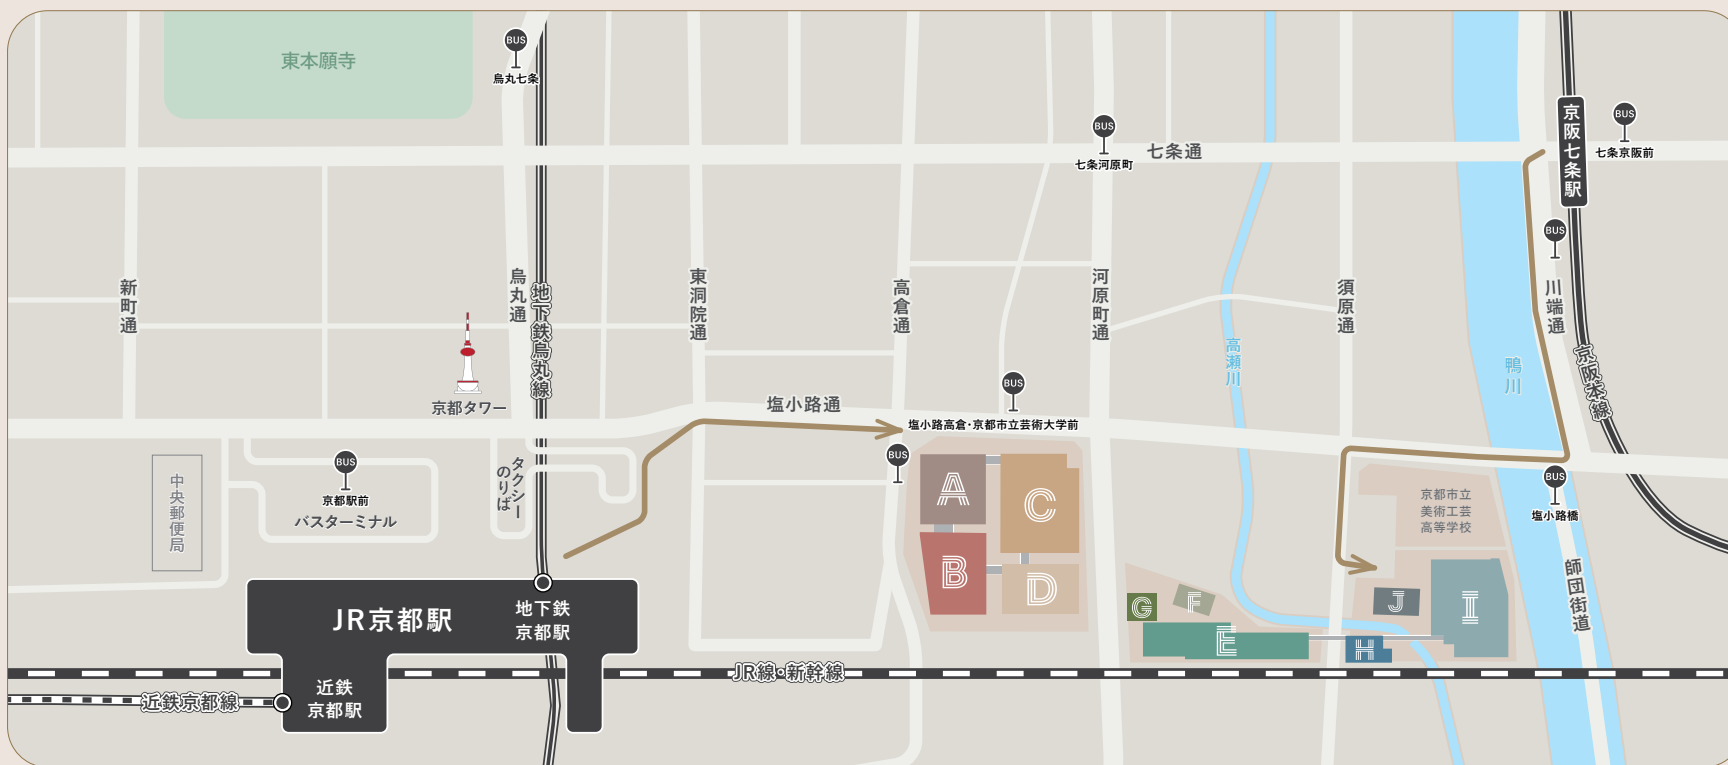 東本願寺
BUS
烏丸七条
BUS
七条河原町
七条通
京阪七条駅
BUS
七条京阪前
BUS
新町通
烏丸通
地下鉄烏丸線
東洞院通
高倉通
河原町通
須原通
川端通
高瀬川
鴨川
京阪本線
京都タワー
塩小路通
BUS
塩小路高倉・京都市立芸術大学前
BUS
中央郵便局
BUS
京都駅前
バスターミナル
タクシー
のりば
A
C
B
D
京都市立
美術工芸
高等学校
BUS
塩小路橋
師団街道
G
F
E
H
J
I
JR京都駅
地下鉄
京都駅
JR線・新幹線
近鉄
京都駅
近鉄京都線